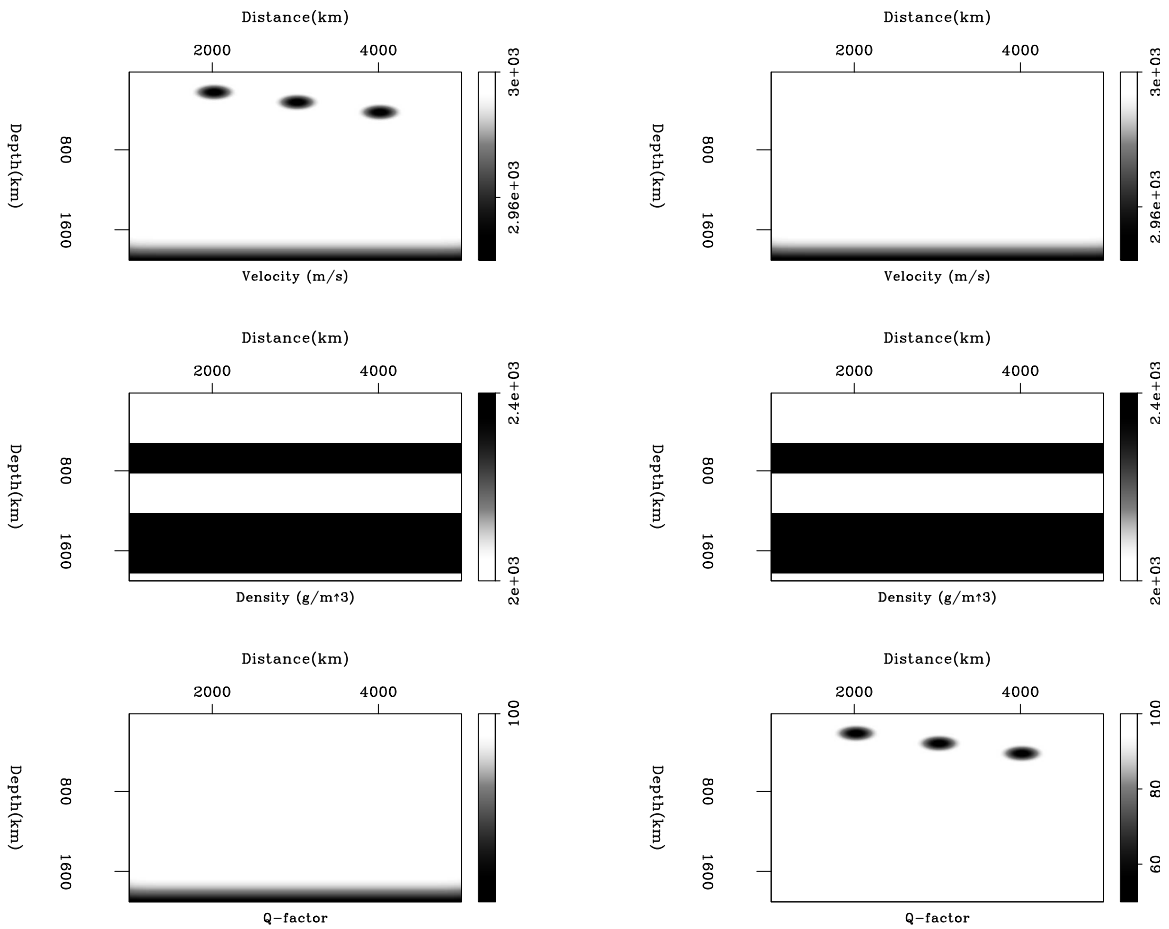 Distance(km)
2000 4000
Depth(km)
800
1600
3e+03
2.96e+03
Velocity (m/s)
Distance(km)
2000 4000
Depth(km)
800
1600
3e+03
2.96e+03
Velocity (m/s)
Distance(km)
2000 4000
Depth(km)
800
1600
2.4e+03
2e+03
Density (g/m↑3)
Distance(km)
2000 4000
Depth(km)
800
1600
2.4e+03
2e+03
Density (g/m↑3)
Distance(km)
2000 4000
Depth(km)
800
1600
100
Q-factor
Distance(km)
2000 4000
Depth(km)
800
1600
100
80
60
Q-factor